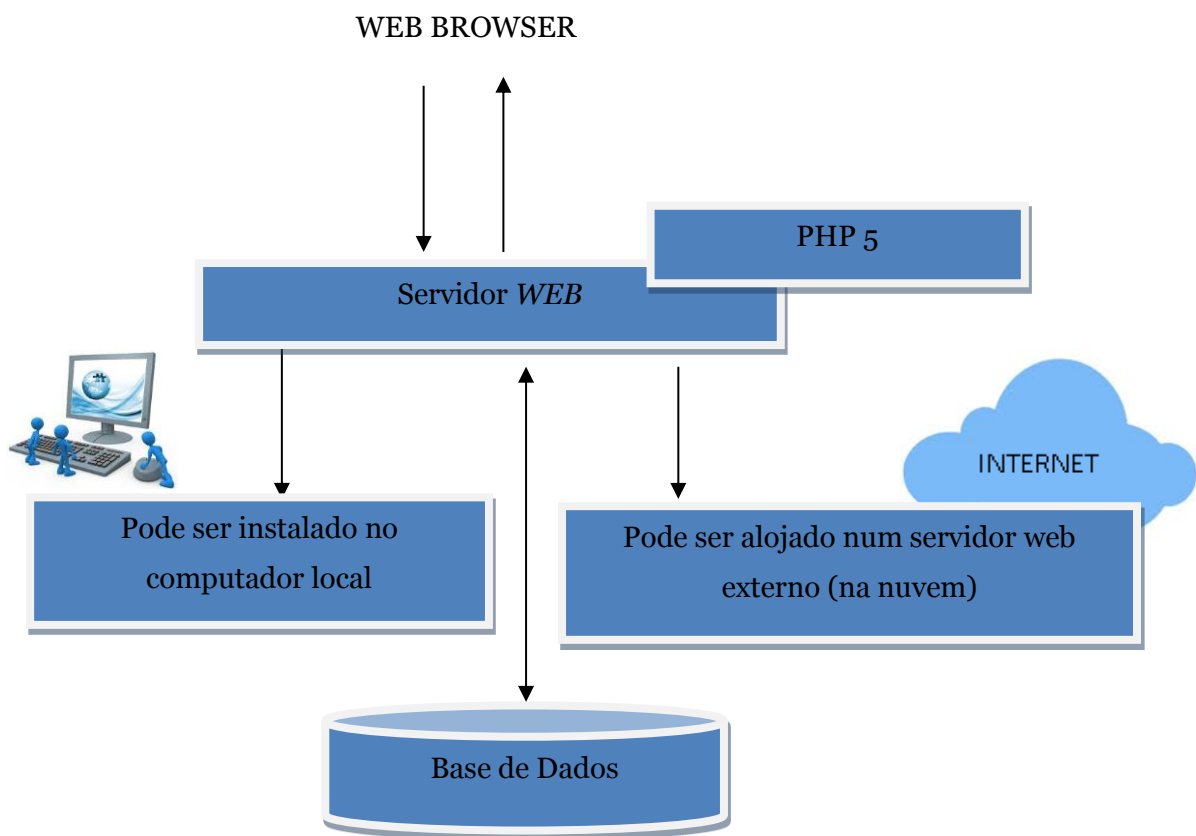 WEB BROWSER
PHP 5
Servidor WEB
INTERNET
Pode ser instalado no
computador local
Pode ser alojado num servidor web
externo (na nuvem)
Base de Dados